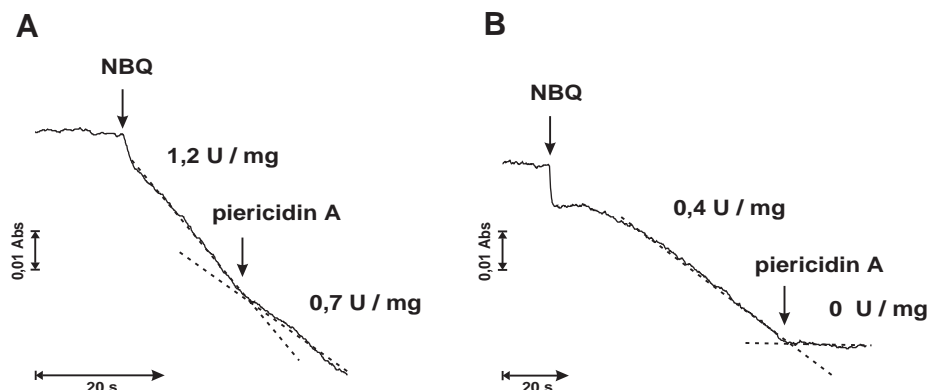 A
NBQ
1,2 U / mg
piericidin A
0,7 U / mg
0,01 Abs
20 s
B
NBQ
0,4 U / mg
piericidin A
0 U / mg
0,01 Abs
20 s